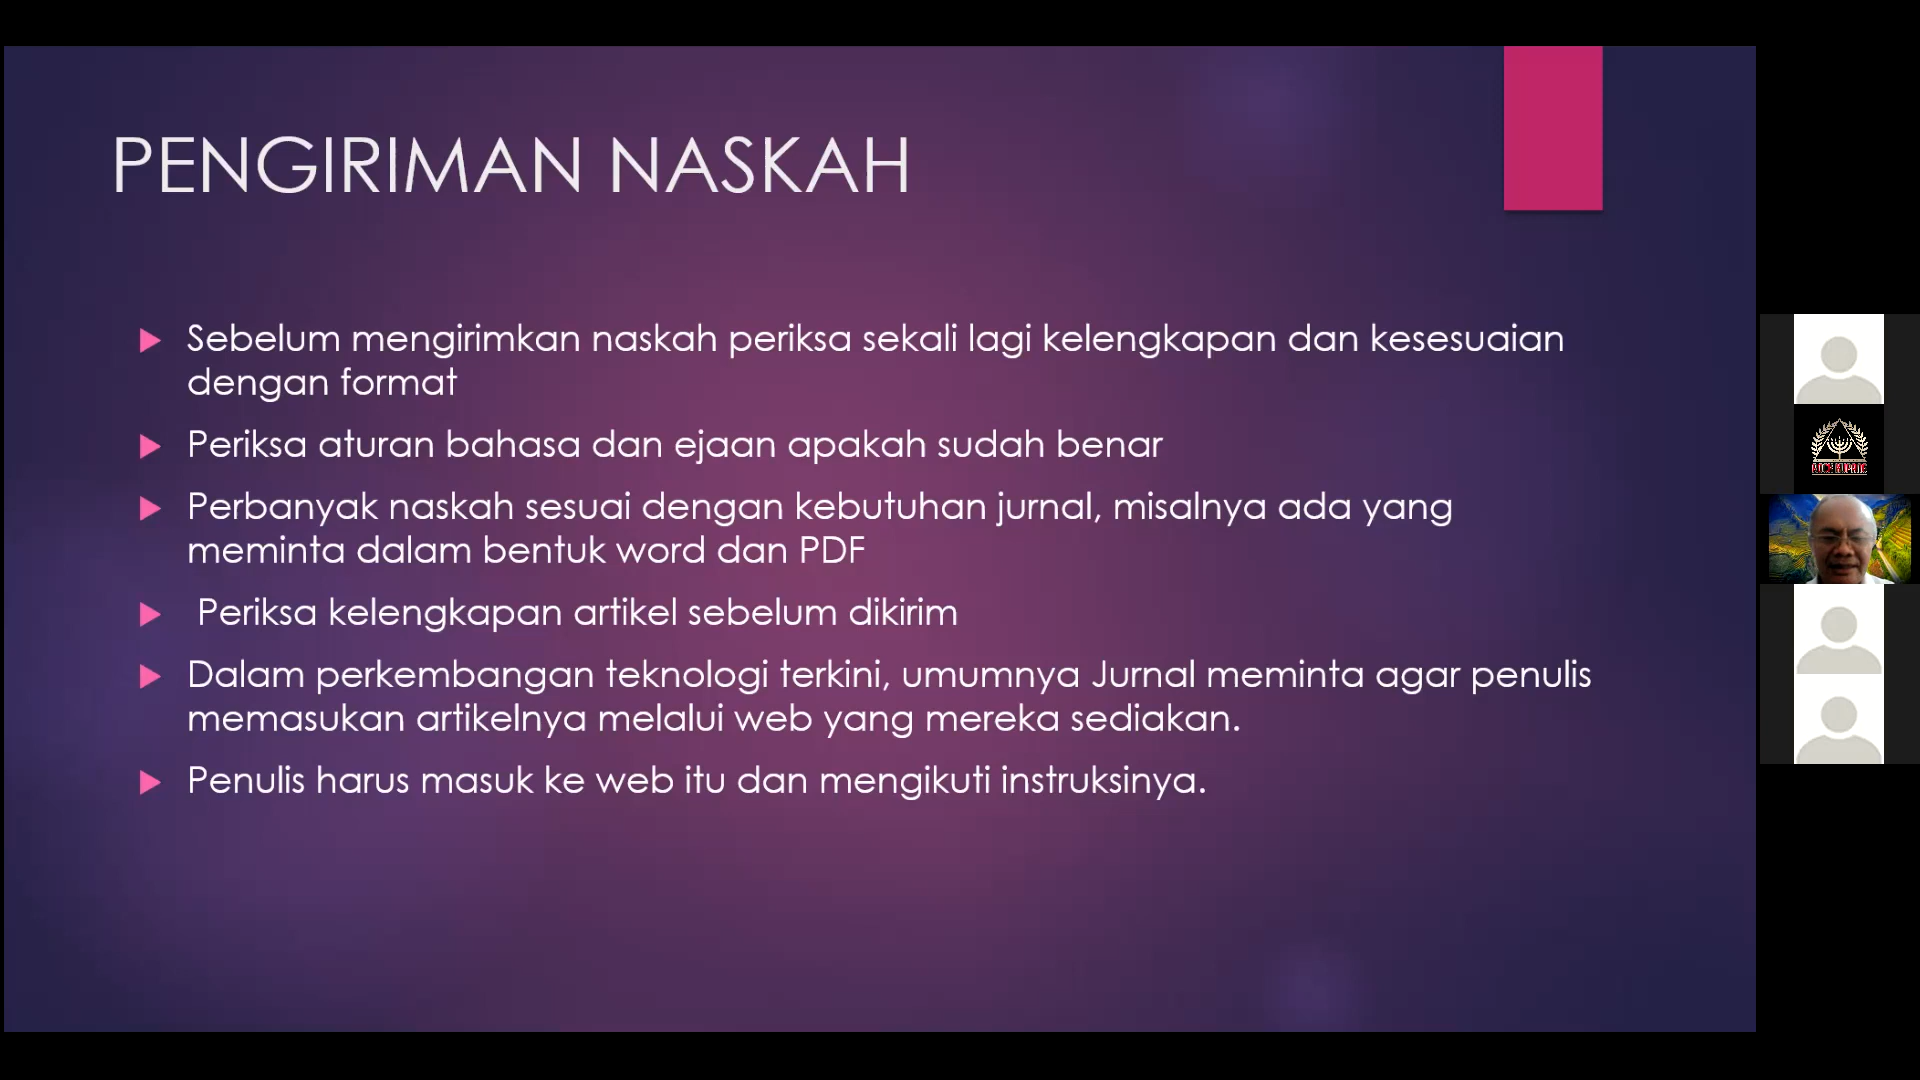 PENGIRIMAN NASKAH
Sebelum mengirimkan naskah periksa sekali lagi kelengkapan dan kesesuaian
dengan format
Periksa aturan bahasa dan ejaan apakah sudah benar
Perbanyak naskah sesuai dengan kebutuhan jurnal, misalnya ada yang
meminta dalam bentuk word dan PDF
Periksa kelengkapan artikel sebelum dikirim
Dalam perkembangan teknologi terkini, umumnya Jurnal meminta agar penulis
memasukan artikelnya melalui web yang mereka sediakan.
Penulis harus masuk ke web itu dan mengikuti instruksinya.